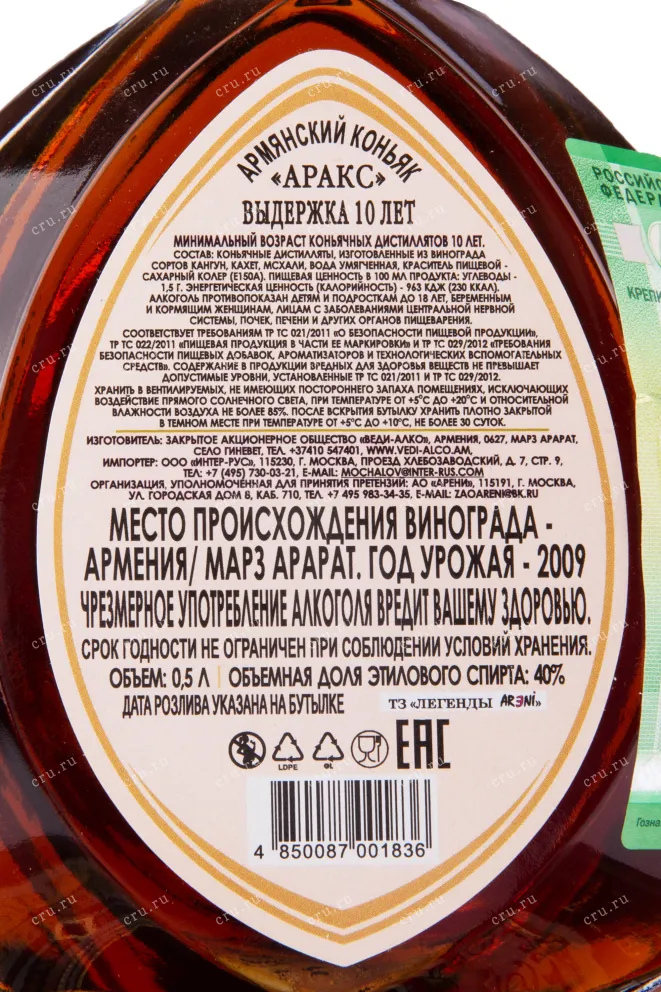 АРМЯНСКИЙ КОНЬЯК
«АРАКС»
ВЫДЕРЖКА 10 ЛЕТ
МИНИМАЛЬНЫЙ ВОЗРАСТ КОНЬЯЧНЫХ ДИСТИЛЛЯТОВ 10 ЛЕТ.
СОСТАВ: КОНЬЯЧНЫЕ ДИСТИЛЛЯТЫ, ИЗГОТОВЛЕННЫЕ ИЗ ВИНОГРАДА
СОРТОВ КАНГУН, КАХЕТ, МСХАЛИ, ВОДА УМЯГЧЕННАЯ, КРАСИТЕЛЬ ПИЩЕВОЙ -
САХАРНЫЙ КОЛЕР (Е150А). ПИЩЕВАЯ ЦЕННОСТЬ В 100 МЛ ПРОДУКТА: УГЛЕВОДЫ -
1,5 Г. ЭНЕРГЕТИЧЕСКАЯ ЦЕННОСТЬ (КАЛОРИЙНОСТЬ) - 963 КДЖ (230 ККАЛ).
АЛКОГОЛЬ ПРОТИВОПОКАЗАН ДЕТЯМ И ПОДРОСТКАМ ДО 18 ЛЕТ, БЕРЕМЕННЫМ
И КОРМЯЩИМ ЖЕНЩИНАМ, ЛИЦАМ С ЗАБОЛЕВАНИЯМИ ЦЕНТРАЛЬНОЙ НЕРВНОЙ
СИСТЕМЫ, ПОЧЕК, ПЕЧЕНИ И ДРУГИХ ОРГАНОВ ПИЩЕВАРЕНИЯ.
СООТВЕТСТВУЕТ ТРЕБОВАНИЯМ ТР ТС 021/2011 «О БЕЗОПАСНОСТИ ПИЩЕВОЙ ПРОДУКЦИИ»,
ТР ТС 022/2011 «ПИЩЕВАЯ ПРОДУКЦИЯ В ЧАСТИ ЕЕ МАРКИРОВКИ» И ТР ТС 029/2012 «ТРЕБОВАНИЯ
БЕЗОПАСНОСТИ ПИЩЕВЫХ ДОБАВОК, АРОМАТИЗАТОРОВ И ТЕХНОЛОГИЧЕСКИХ ВСПОМОГАТЕЛЬНЫХ
СРЕДСТВ». СОДЕРЖАНИЕ В ПРОДУКЦИИ ВРЕДНЫХ ДЛЯ ЗДОРОВЬЯ ВЕЩЕСТВ НЕ ПРЕВЫШАЕТ
ДОПУСТИМЫЕ УРОВНИ, УСТАНОВЛЕННЫЕ ТР ТС 021/2011 И ТР ТС 029/2012.
ХРАНИТЬ В ВЕНТИЛИРУЕМЫХ, НЕ ИМЕЮЩИХ ПОСТОРОННЕГО ЗАПАХА ПОМЕЩЕНИЯХ, ИСКЛЮЧАЮЩИХ
ВОЗДЕЙСТВИЕ ПРЯМОГО СОЛНЕЧНОГО СВЕТА, ПРИ ТЕМПЕРАТУРЕ ОТ +5°С ДО +20°С И ОТНОСИТЕЛЬНОЙ
ВЛАЖНОСТИ ВОЗДУХА НЕ БОЛЕЕ 85%. ПОСЛЕ ВСКРЫТИЯ БУТЫЛКУ ХРАНИТЬ ПЛОТНО ЗАКРЫТОЙ
В ТЕМНОМ МЕСТЕ ПРИ ТЕМПЕРАТУРЕ ОТ +5°С ДО +10°С, НЕ БОЛЕЕ 30 СУТОК.
ИЗГОТОВИТЕЛЬ: ЗАКРЫТОЕ АКЦИОНЕРНОЕ ОБЩЕСТВО «ВЕДИ-АЛКО», АРМЕНИЯ, 0627, МАРЗ АРАРАТ,
СЕЛО ГИНЕВЕТ, ТЕЛ. +37410 547401, WWW.VEDI-ALCO.AM,
ИМПОРТЕР: ООО «ИНТЕР-РУС», 115230, Г. МОСКВА, ПРОЕЗД ХЛЕБОЗАВОДСКИЙ, Д. 7, СТР. 9,
ТЕЛ: +7 (495) 730-03-21, E-MAIL: MOCHALOV@INTER-RUS.COM
ОРГАНИЗАЦИЯ, УПОЛНОМОЧЕННАЯ ДЛЯ ПРИНЯТИЯ ПРЕТЕНЗИЙ: АО «АРЕНИ», 115191, Г. МОСКВА,
УЛ. ГОРОДСКАЯ ДОМ 8, КАБ. 710, ТЕЛ. +7 495 983-34-35, E-MAIL: ZAOARENI@BK.RU
МЕСТО ПРОИСХОЖДЕНИЯ ВИНОГРАДА -
АРМЕНИЯ/ МАРЗ АРАРАТ. ГОД УРОЖАЯ - 2009
ЧРЕЗМЕРНОЕ УПОТРЕБЛЕНИЕ АЛКОГОЛЯ ВРЕДИТ ВАШЕМУ ЗДОРОВЬЮ.
СРОК ГОДНОСТИ НЕ ОГРАНИЧЕН ПРИ СОБЛЮДЕНИИ УСЛОВИЙ ХРАНЕНИЯ.
ОБЪЕМ: 0,5 Л | ОБЪЕМНАЯ ДОЛЯ ЭТИЛОВОГО СПИРТА: 40%
ДАТА РОЗЛИВА УКАЗАНА НА БУТЫЛКЕ ТЗ «ЛЕГЕНДЫ ARENI»
LDPE GL EAC
4 850087 001836
РОССИЙС
ФЕДЕР
КРЕПИ
Гозна
cru.ru